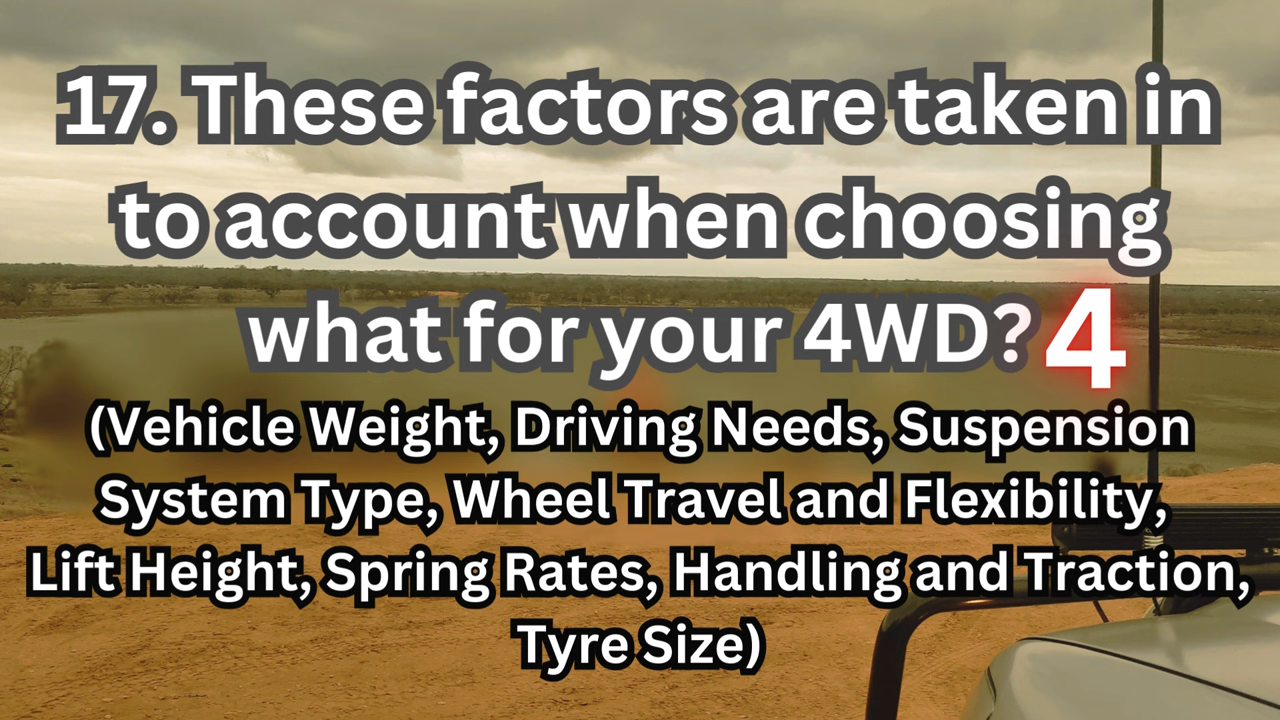 17. These factors are taken in
to account when choosing
what for your 4WD? 4
(Vehicle Weight, Driving Needs, Suspension
System Type, Wheel Travel and Flexibility,
Lift Height, Spring Rates, Handling and Traction,
Tyre Size)